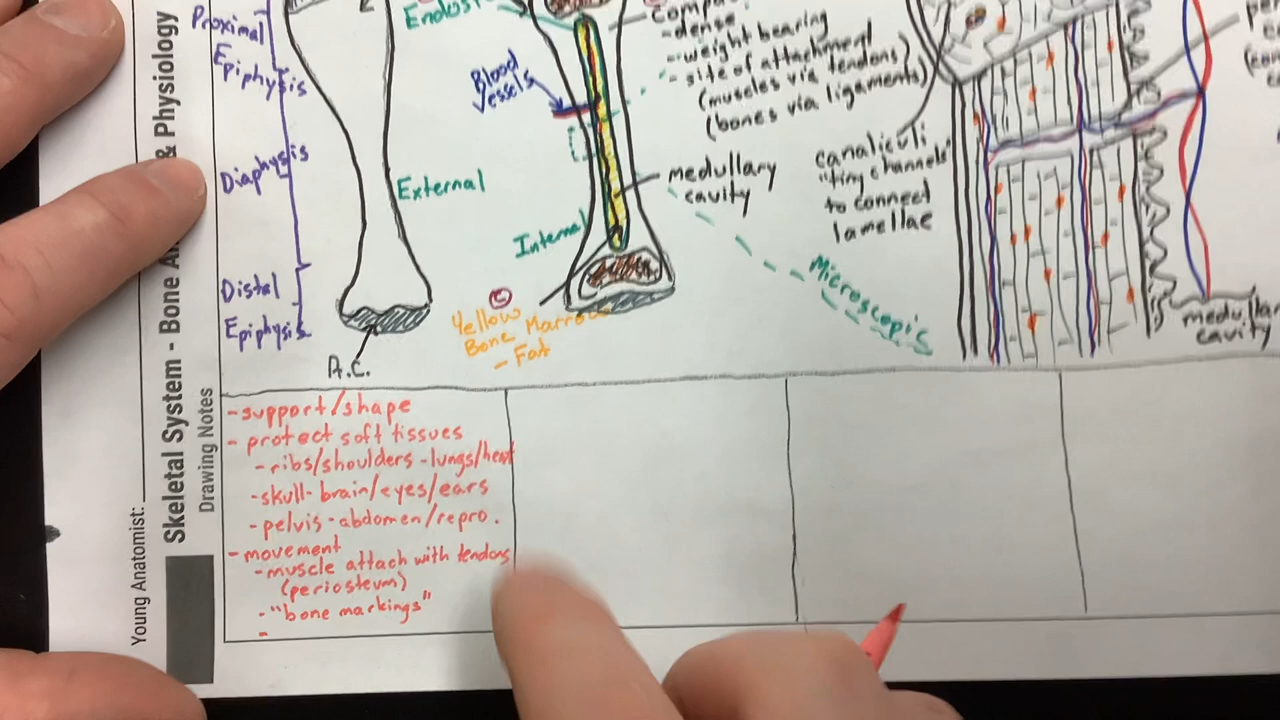 Young Anatomist:
Skeletal System - Bone
& Physiology
Drawing Notes
Proximal
Epiphysis
Diaphysis
Distal
Epiphysis
External
A.C.
Blood
Vessels
Internal
medullary
cavity
C
Yellow
Bone Marrow
- Fat
-dense
-weight bearing
- site of attachment
(muscles via tendons)
(bones via ligaments)
Microscopic
canaliculi
"tiny channels"
to connect
lamellae
cavity
-support/shape
- protect soft tissues
-ribs/shoulders -lungs/heart
-skull- brain/eyes/ears
-pelvis-abdomen/repro.
-movement
-muscle attach with tendons
(periosteum)
-"bone markings"
-